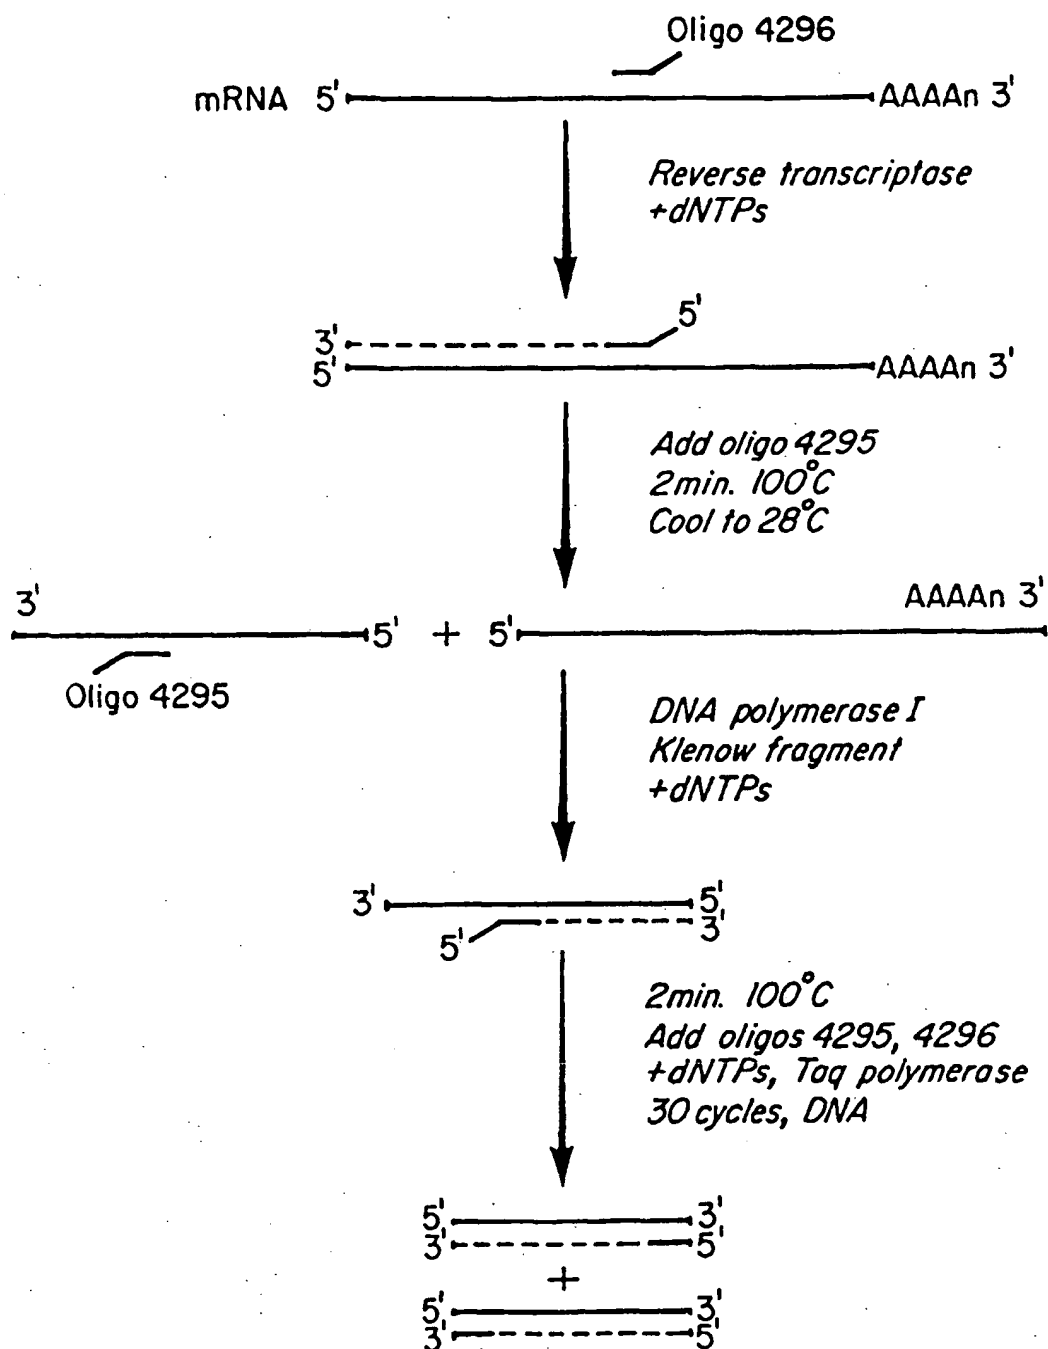 Oligo 4296
mRNA 5' AAAAn 3'
Reverse transcriptase
+dNTPs
5'
3'
5' AAAAn 3'
Add oligo 4295
2min. 100°C
Cool to 28°C
3' AAAAn 3'
5' + 5'
Oligo 4295
DNA polymerase I
Klenow fragment
+dNTPs
3' 5'
5' 3'
2min. 100°C
Add oligos 4295, 4296
+dNTPs, Taq polymerase
30 cycles, DNA
5' 3'
3' 5'
+
5' 3'
3' 5'